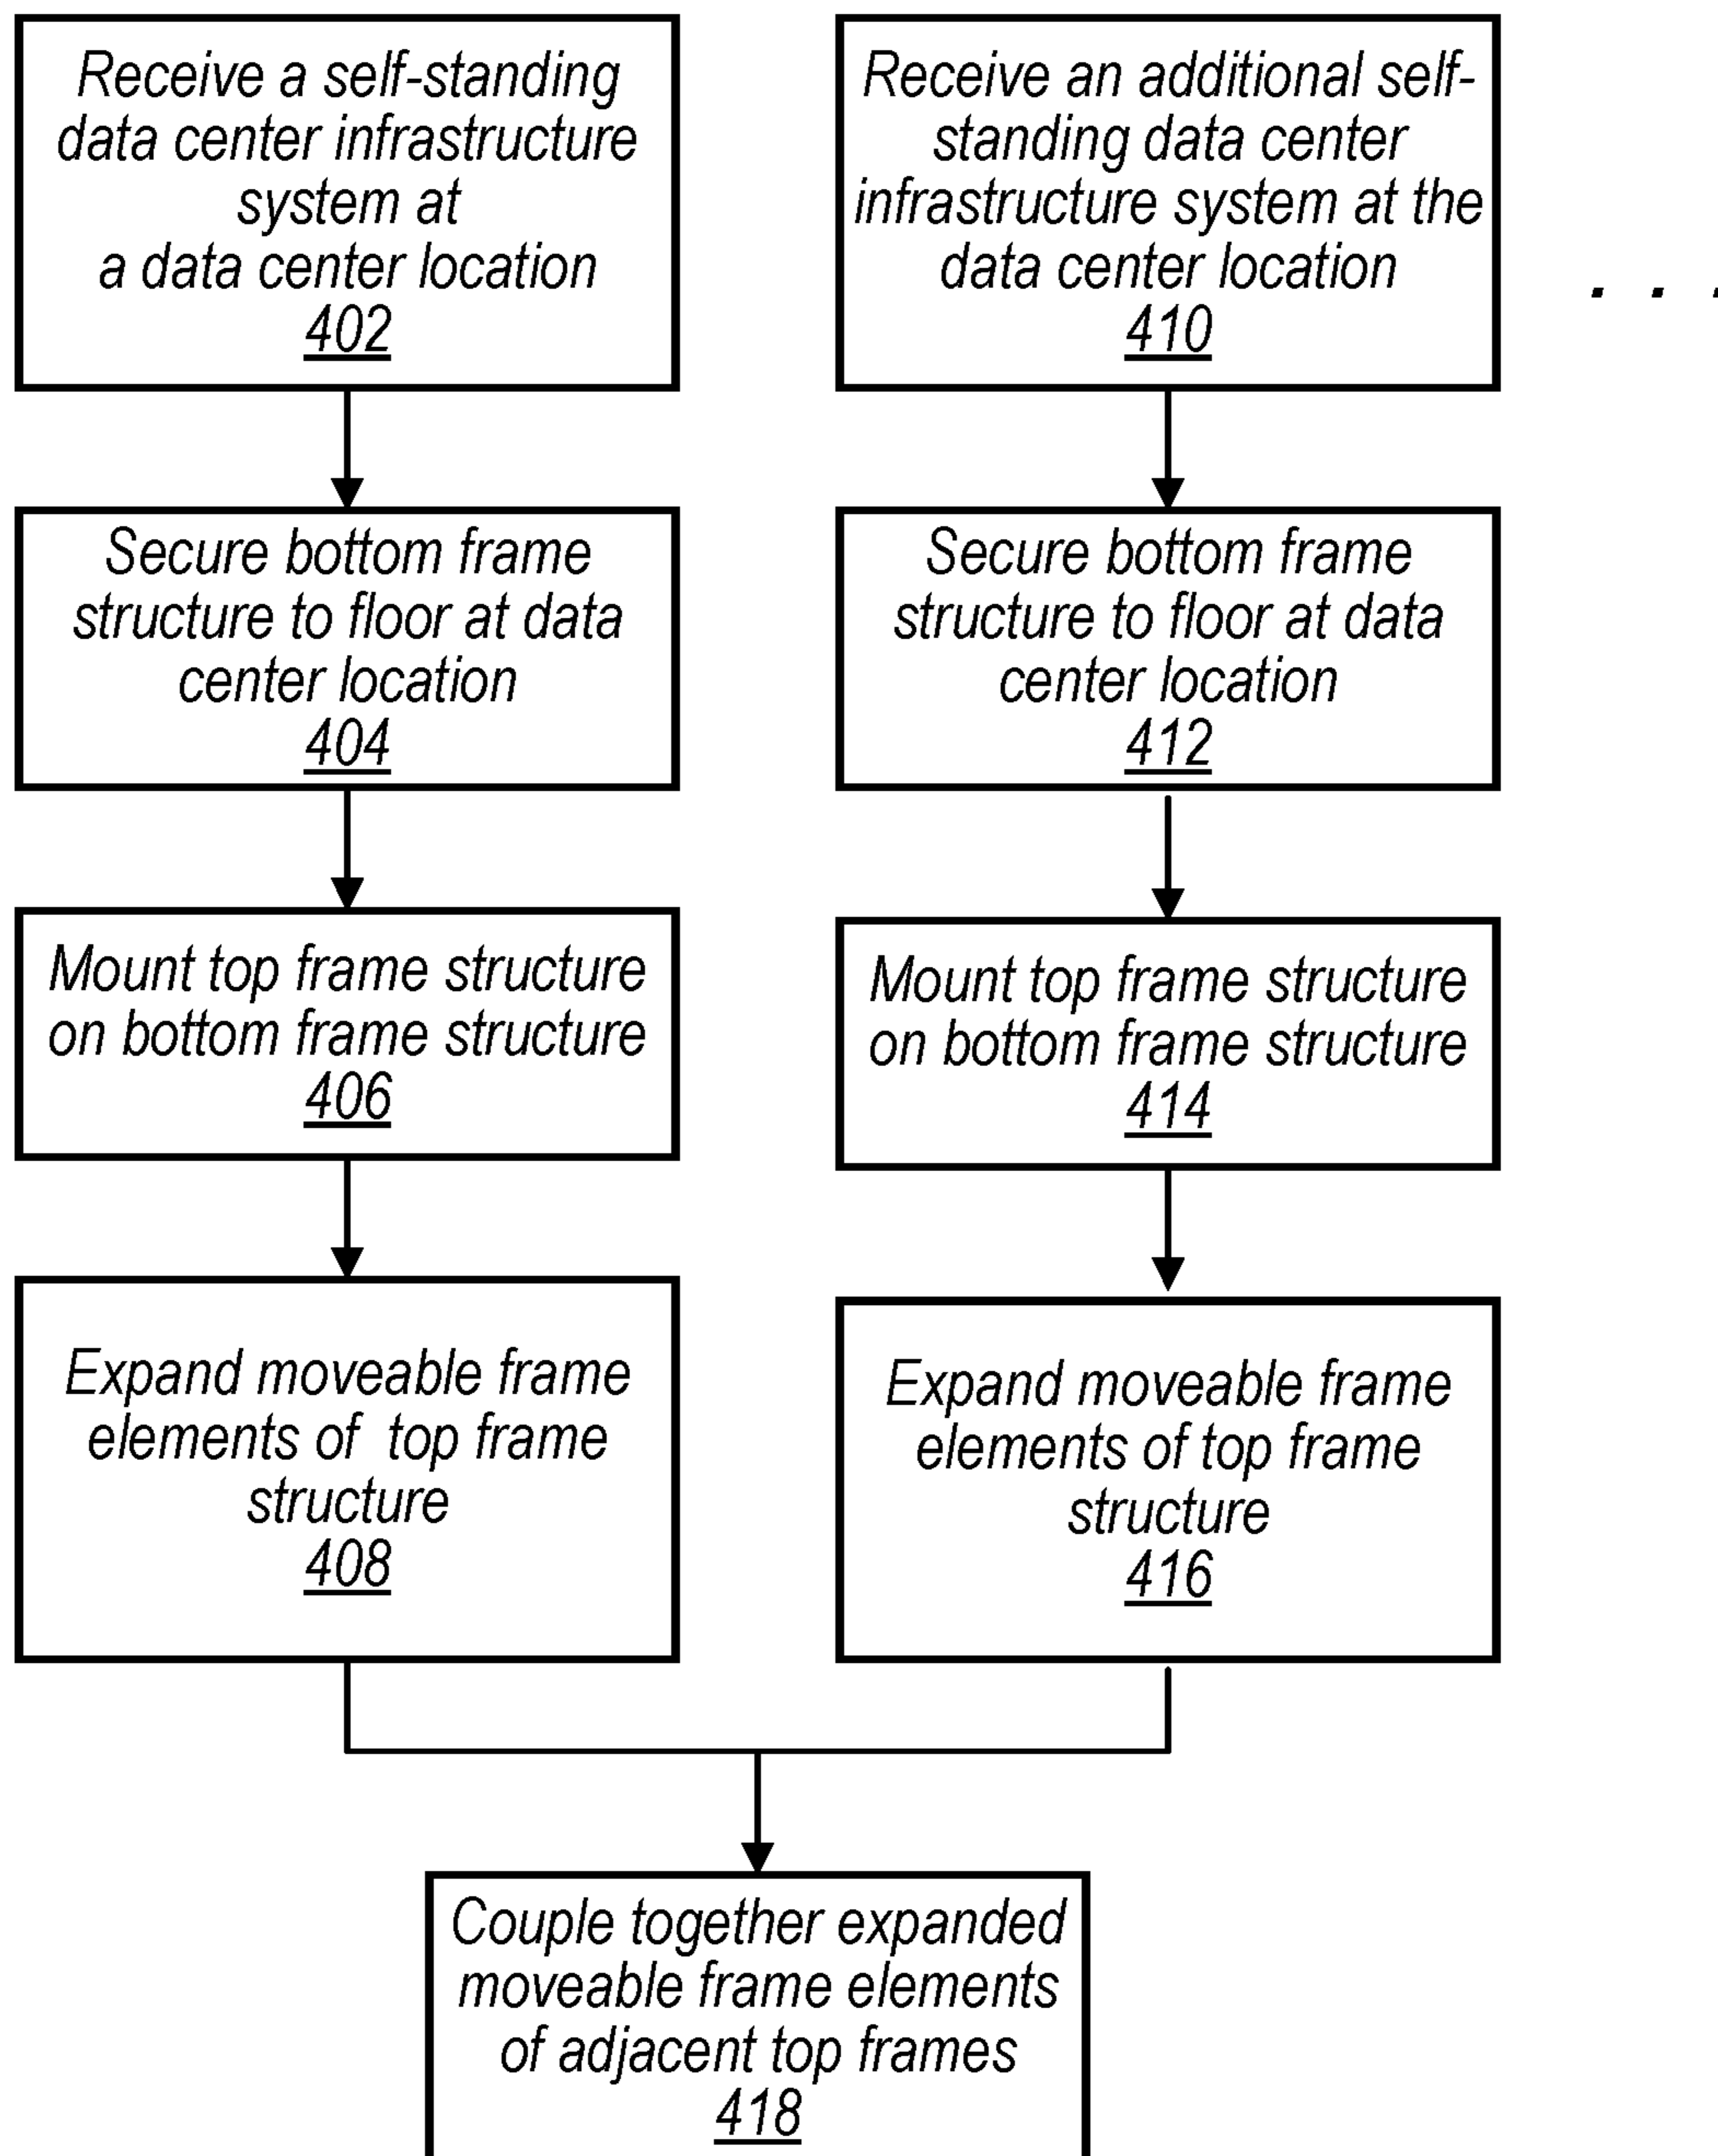 Receive a self-standing
data center infrastructure
system at
a data center location
402
Secure bottom frame
structure to floor at data
center location
404
Mount top frame structure
on bottom frame structure
406
Expand moveable frame
elements of top frame
structure
408
Receive an additional self-
standing data center
infrastructure system at the
data center location
410
Secure bottom frame
structure to floor at data
center location
412
Mount top frame structure
on bottom frame structure
414
Expand moveable frame
elements of top frame
structure
416
. . .
Couple together expanded
moveable frame elements
of adjacent top frames
418